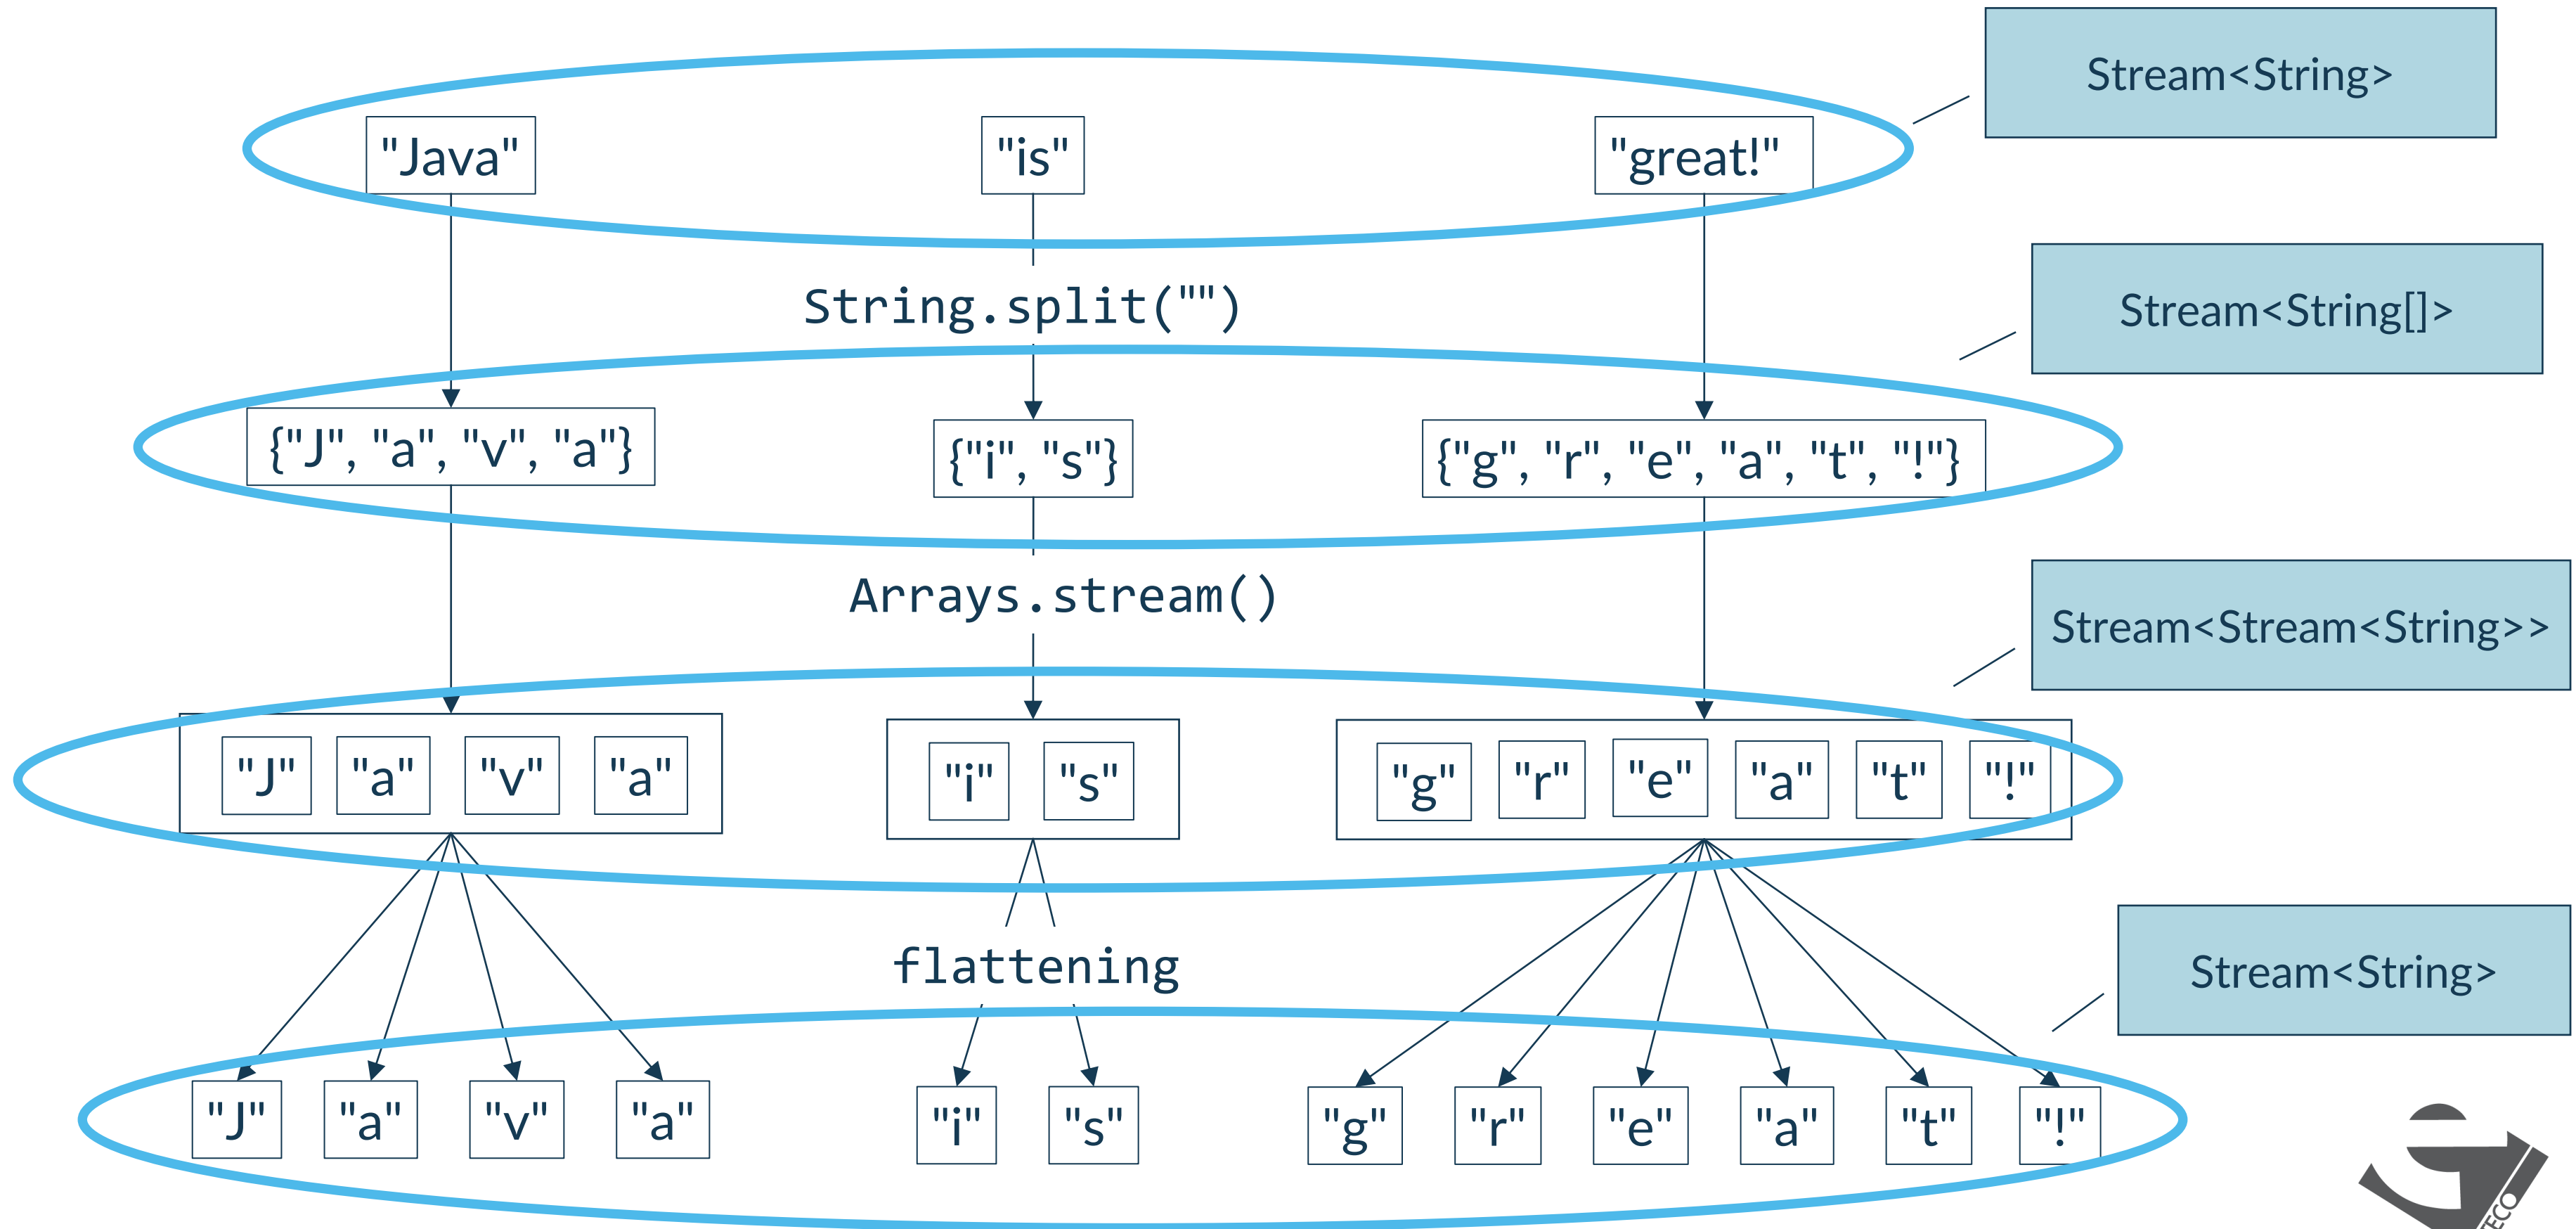 Stream<String>
"Java" "is" "great!"
String.split("")
Stream<String[]>
{"J", "a", "v", "a"} {"i", "s"} {"g", "r", "e", "a", "t", "!"}
Arrays.stream()
Stream<Stream<String>>
"J" "a" "v" "a" "i" "s" "g" "r" "e" "a" "t" "!"
flattening
Stream<String>
"J" "a" "v" "a" "i" "s" "g" "r" "e" "a" "t" "!"